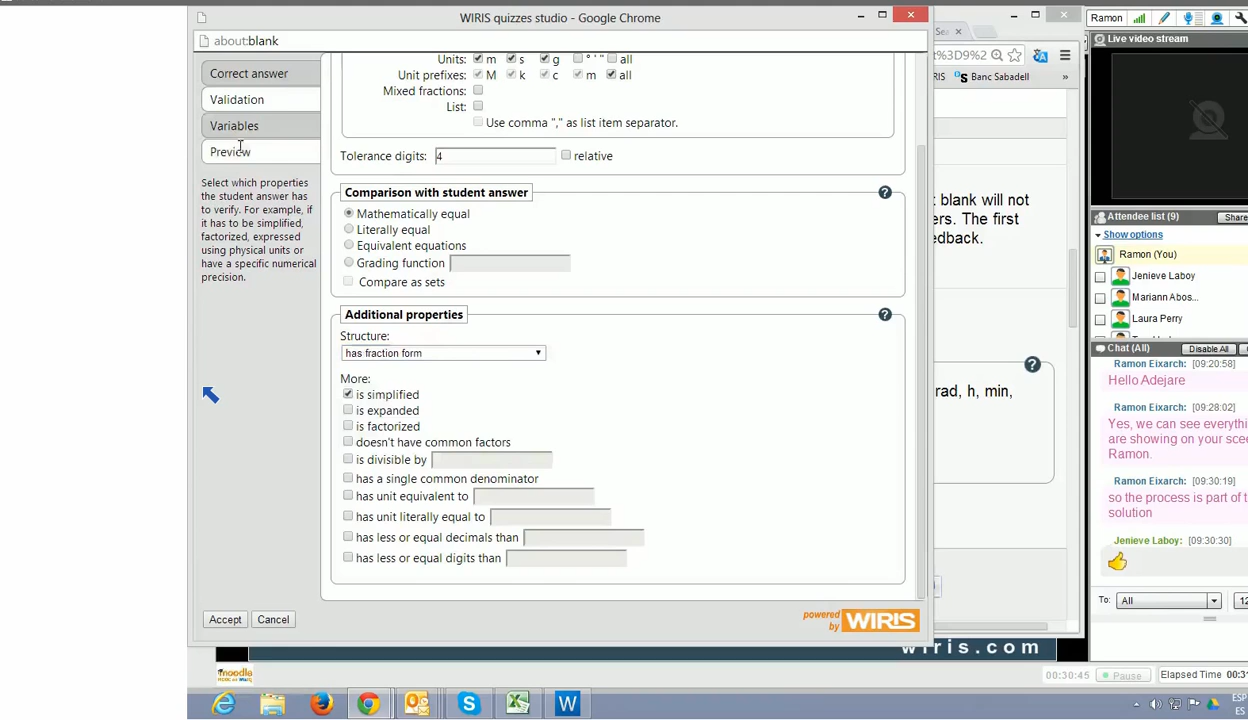 WIRIS quizzes studio - Google Chrome
about:blank
Correct answer
Validation
Variables
Preview
Select which properties
the student answer has
to verify. For example, if
it has to be simplified,
factorized, expressed
using physical units or
have a specific numerical
precision.
Units: m s g ° ' " all
Unit prefixes: M k c m all
Mixed fractions:
List:
Use comma "," as list item separator.
Tolerance digits: 4 relative
Comparison with student answer
Mathematically equal
Literally equal
Equivalent equations
Grading function
Compare as sets
Additional properties
Structure:
has fraction form
More:
is simplified
is expanded
is factorized
doesn't have common factors
is divisible by
has a single common denominator
has unit equivalent to
has unit literally equal to
has less or equal decimals than
has less or equal digits than
Accept Cancel
powered
by WIRIS
t%3D9%2
RIS Banc Sabadell »
blank will not
ers. The first
edback.
rad, h, min,
wiris.com
Ramon
Live video stream
Attendee list (9) Share
Show options
Ramon (You)
Jenieve Laboy
Mariann Abos...
Laura Perry
Chat (All) Disable All
Ramon Eixarch: [09:20:58]
Hello Adejare
Ramon Eixarch: [09:28:02]
Yes, we can see everythi
are showing on your scee
Ramon.
Ramon Eixarch: [09:30:19]
so the process is part of t
solution
Jenieve Laboy: [09:30:30]
To: All 12
00:30:45 Pause Elapsed Time 00:3
moodle
ESP
ES